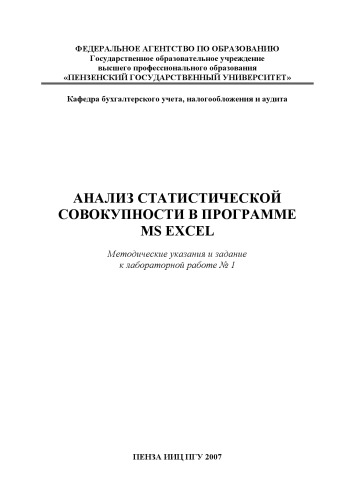 ФЕДЕРАЛЬНОЕ АГЕНТСТВО ПО ОБРАЗОВАНИЮ
Государственное образовательное учреждение
высшего профессионального образования
«ПЕНЗЕНСКИЙ ГОСУДАРСТВЕННЫЙ УНИВЕРСИТЕТ»
Кафедра бухгалтерского учета, налогообложения и аудита
АНАЛИЗ СТАТИСТИЧЕСКОЙ
СОВОКУПНОСТИ В ПРОГРАММЕ
MS EXCEL
Методические указания и задание
к лабораторной работе № 1
ПЕНЗА ИИЦ ПГУ 2007